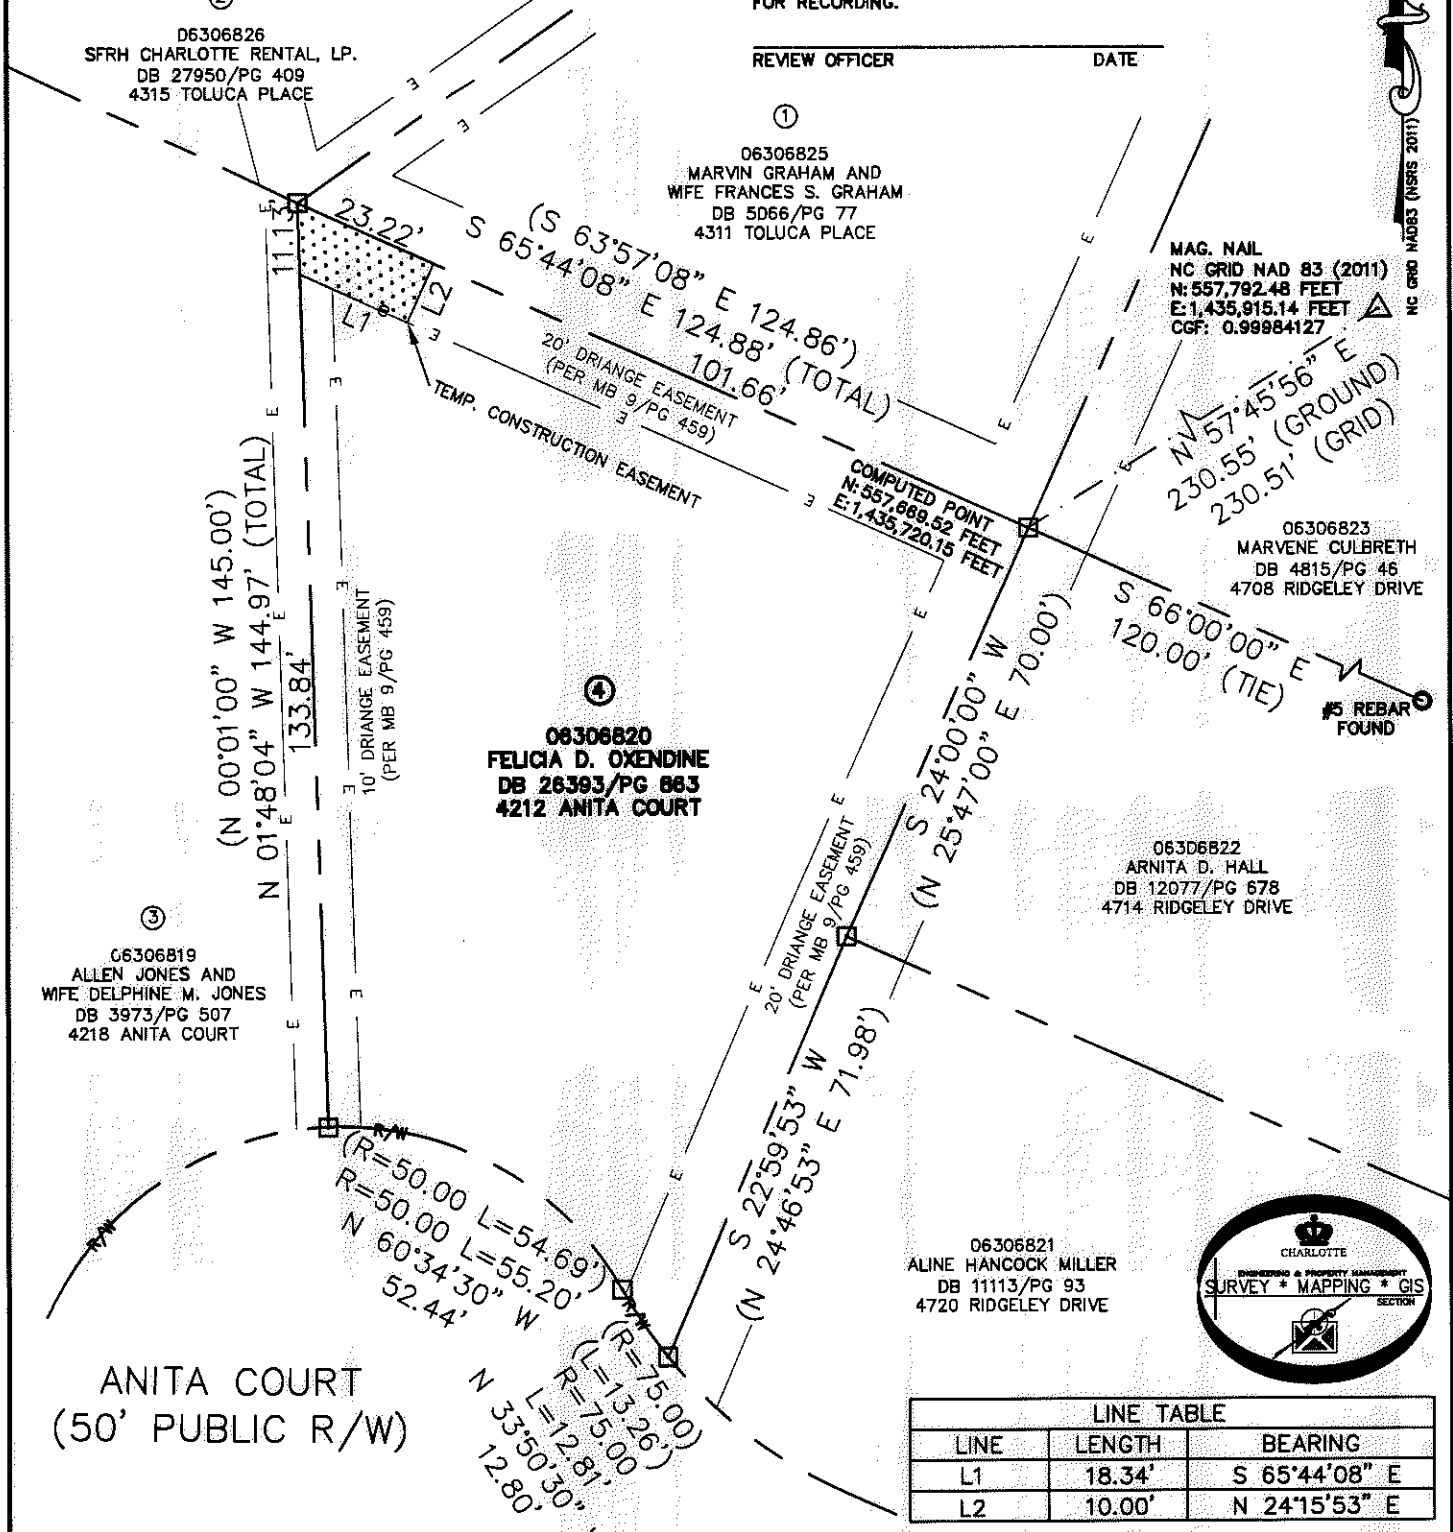 FOR RECORDING.
REVIEW OFFICER DATE
2
D6306826
SFRH CHARLOTTE RENTAL, LP.
DB 27950/PG 409
4315 TOLUCA PLACE
1
06306825
MARVIN GRAHAM AND
WIFE FRANCES S. GRAHAM
DB 5D66/PG 77
4311 TOLUCA PLACE
NC GRID NAD83 (NSRS 2011)
MAG. NAIL
NC GRID NAD 83 (2011)
N: 557,792.48 FEET
E: 1,435,915.14 FEET
CGF: 0.99984127
11.13'
23.22'
L1
L2
(S 63°57'08" E 124.86')
S 65°44'08" E 124.88' (TOTAL)
101.66'
20' DRIANGE EASEMENT
(PER MB 9/PG 459)
TEMP. CONSTRUCTION EASEMENT
N 57°45'56" E
230.55' (GROUND)
230.51' (GRID)
COMPUTED POINT
N: 557,669.52 FEET
E: 1,435,720.15 FEET
06306823
MARVENE CULBRETH
DB 4815/PG 46
4708 RIDGELEY DRIVE
S 66°00'00" E
120.00' (TIE)
#5 REBAR
FOUND
(N 00°01'00" W 145.00')
N 01°48'04" W 144.97' (TOTAL)
133.84'
10' DRIANGE EASEMENT
(PER MB 9/PG 459)
4
06306820
FELICIA D. OXENDINE
DB 26393/PG 863
4212 ANITA COURT
S 24°00'00" W
(N 25°47'00" E 70.00')
20' DRIANGE EASEMENT
(PER MB 9/PG 459)
063D6822
ARNITA D. HALL
DB 12077/PG 678
4714 RIDGELEY DRIVE
3
06306819
ALLEN JONES AND
WIFE DELPHINE M. JONES
DB 3973/PG 507
4218 ANITA COURT
S 22°59'53" W
(N 24°46'53" E 71.98')
R/W
R/W
R/W
(R=50.00 L=54.69')
R=50.00 L=55.20'
N 60°34'30" W
52.44'
(R=75.00)
(L=13.26')
R=75.00
L=12.81'
N 33°50'30"
12.80'
06306821
ALINE HANCOCK MILLER
DB 11113/PG 93
4720 RIDGELEY DRIVE
CHARLOTTE
ENGINEERING & PROPERTY MANAGEMENT
SURVEY * MAPPING * GIS
SECTION
ANITA COURT
(50' PUBLIC R/W)
LINE TABLE
LINE LENGTH BEARING
L1 18.34' S 65°44'08" E
L2 10.00' N 24°15'53" E